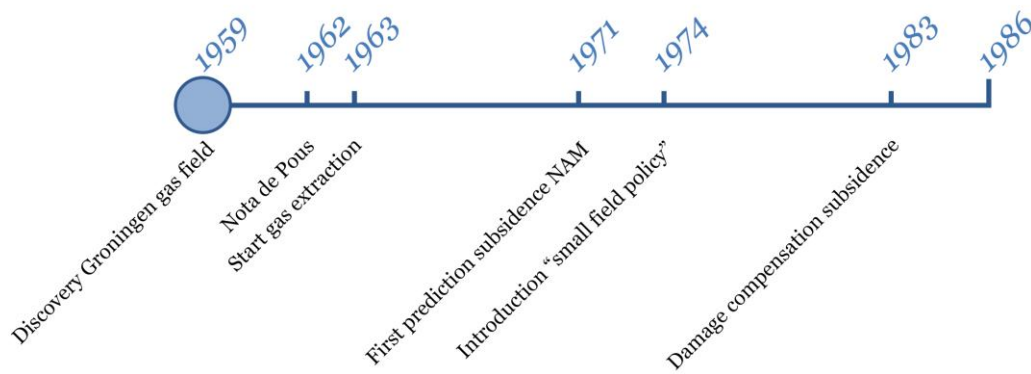 1959
1962
1963
1971
1974
1983
1986
Discovery Groningen gas field
Nota de Pous
Start gas extraction
First prediction subsidence NAM
Introduction “small field policy”
Damage compensation subsidence